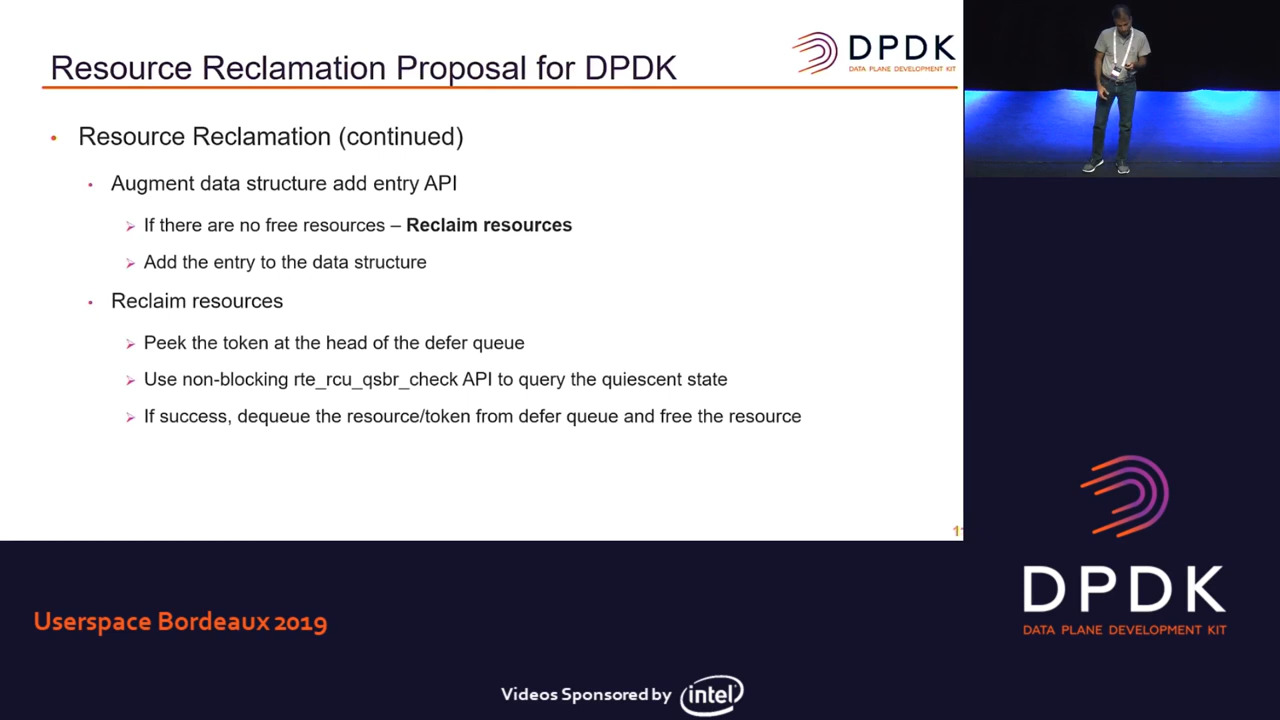 Resource Reclamation Proposal for DPDK
DPDK
DATA PLANE DEVELOPMENT KIT
• Resource Reclamation (continued)
• Augment data structure add entry API
➢ If there are no free resources – Reclaim resources
➢ Add the entry to the data structure
• Reclaim resources
➢ Peek the token at the head of the defer queue
➢ Use non-blocking rte_rcu_qsbr_check API to query the quiescent state
➢ If success, dequeue the resource/token from defer queue and free the resource
DPDK
DATA PLANE DEVELOPMENT KIT
Userspace Bordeaux 2019
Videos Sponsored by intel